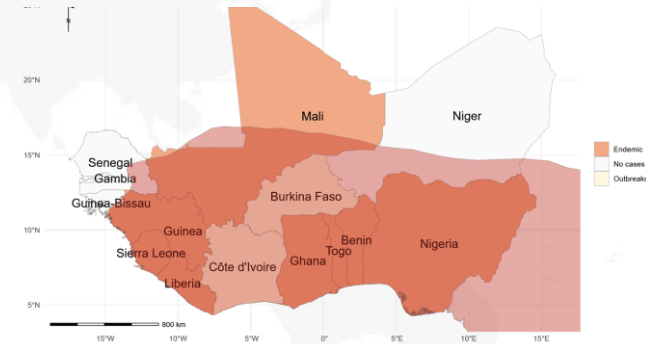 N
20°N
15°N
10°N
5°N
Mali
Niger
Senegal
Gambia
Guinea-Bissau
Burkina Faso
Guinea
Sierra Leone
Côte d'Ivoire
Ghana
Togo
Benin
Nigeria
Liberia
Endemic
No cases
Outbreaks
800 km
15°W
10°W
5°W
0°
5°E
10°E
15°E